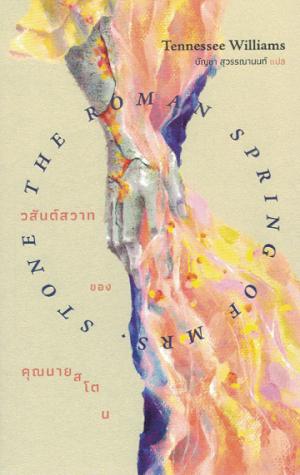 Tennessee Williams
บัญชา สุวรรณานนท์ แปล
THE ROMAN SPRING OF MRS. STONE
วสันต์สวาท
ของ
คุณนายสโตน